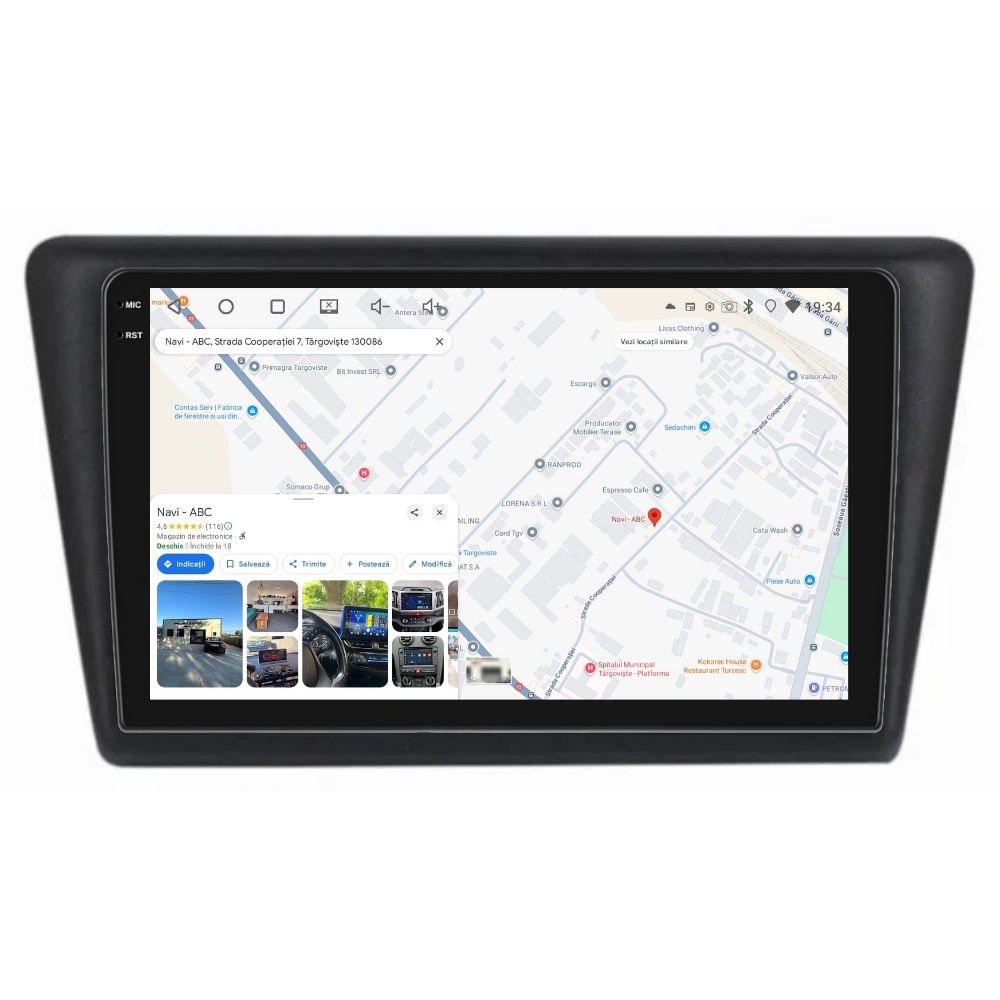 MIC
RST
19:34
Antera Steel
Navi - ABC, Strada Cooperației 7, Târgoviște 130086
Livas Clothing
Vezi locații similare
Primagra Targoviste
Bit Invest SRL
Valsor Auto
Escargo
Contas Serv | Fabrica
de ferestre si usi din...
Strada Cooperației
Producator
Mobilier Terase
Sedachim
RANPROD
Somaco Grup
Espresso Cafe
LORENA S.R.L
Navi - ABC
4,6
(116)
Magazin de electronice
Deschis
Închide la 18
Navi - ABC
Cord Tgv
Cata Wash
Șoseaua Găești
Indicații
Salvează
Trimite
Postează
Modifică
Piese Auto
Strada Cooperației
Strada Cooperației
Spitalul Municipal
Târgoviște - Platforma
Kokorec House
Restaurant Turcesc
PETROM